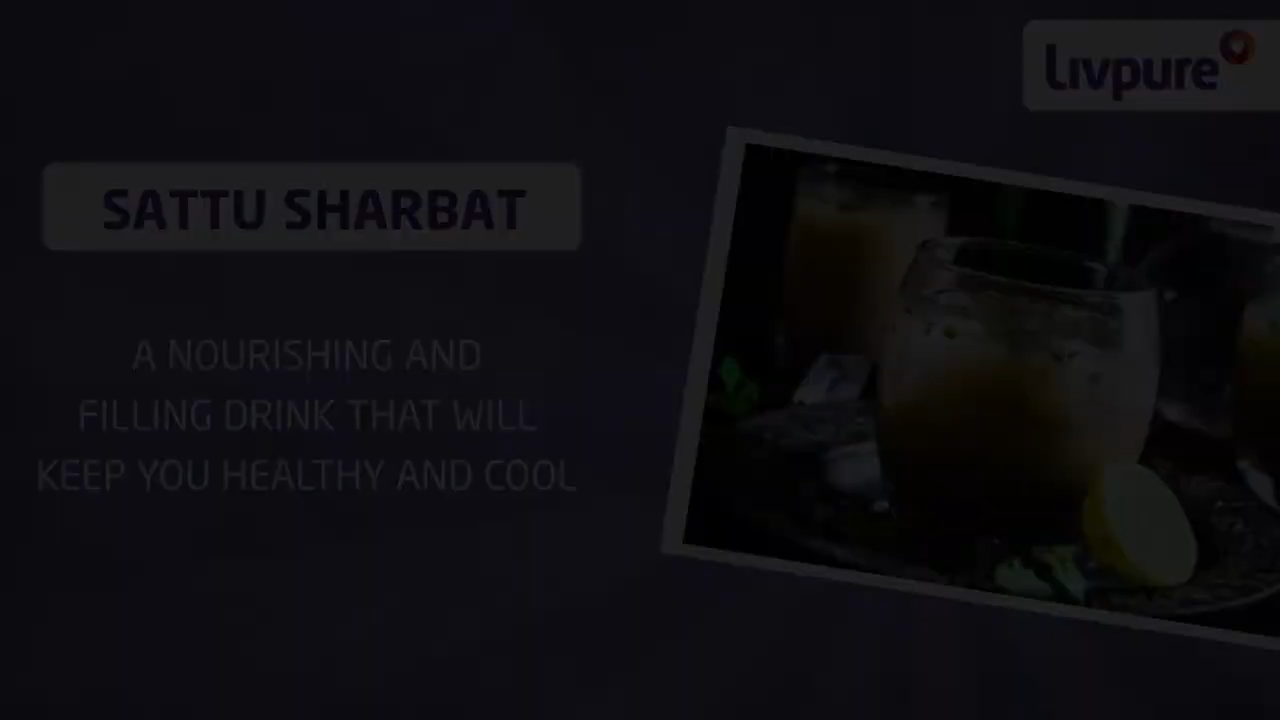 Livpure
SATTU SHARBAT
A NOURISHING AND
FILLING DRINK THAT WILL
KEEP YOU HEALTHY AND COOL